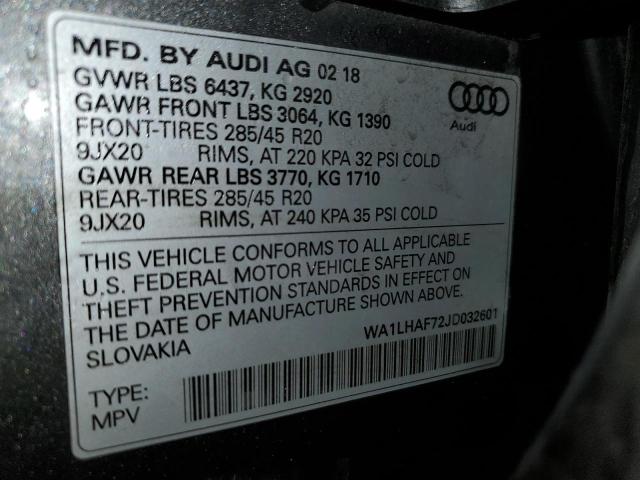 MFD. BY AUDI AG 02 18
GVWR LBS 6437, KG 2920
GAWR FRONT LBS 3064, KG 1390
FRONT-TIRES 285/45 R20
9JX20 RIMS, AT 220 KPA 32 PSI COLD
GAWR REAR LBS 3770, KG 1710
REAR-TIRES 285/45 R20
9JX20 RIMS, AT 240 KPA 35 PSI COLD
Audi
THIS VEHICLE CONFORMS TO ALL APPLICABLE
U.S. FEDERAL MOTOR VEHICLE SAFETY AND
THEFT PREVENTION STANDARDS IN EFFECT ON
THE DATE OF MANUFACTURE SHOWN ABOVE.
SLOVAKIA WA1LHAF72JD032601
TYPE:
MPV